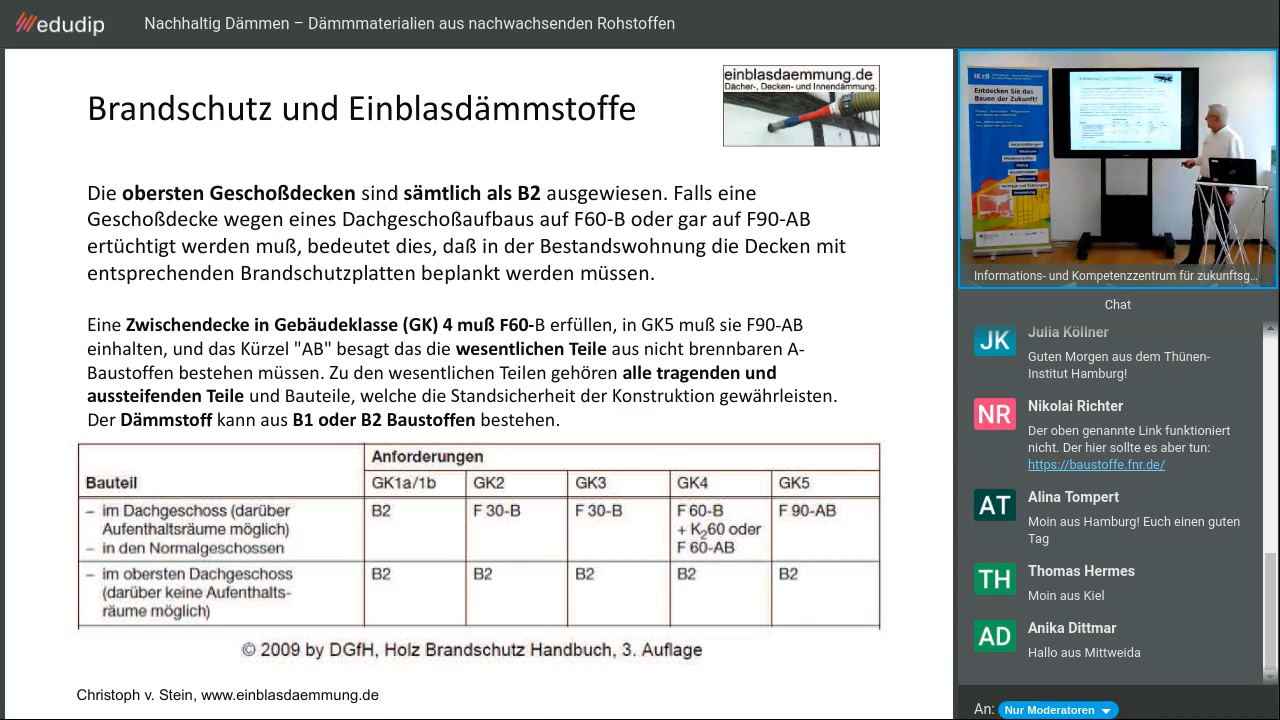 edudip
Nachhaltig Dämmen – Dämmmaterialien aus nachwachsenden Rohstoffen
einblasdaemmung.de
Dächer-, Decken- und Innendämmung.
Brandschutz und Einblasdämmstoffe
Die obersten Geschoßdecken sind sämtlich als B2 ausgewiesen. Falls eine
Geschoßdecke wegen eines Dachgeschoßaufbaus auf F60-B oder gar auf F90-AB
ertüchtigt werden muß, bedeutet dies, daß in der Bestandswohnung die Decken mit
entsprechenden Brandschutzplatten beplankt werden müssen.
Eine Zwischendecke in Gebäudeklasse (GK) 4 muß F60-B erfüllen, in GK5 muß sie F90-AB
einhalten, und das Kürzel "AB" besagt das die wesentlichen Teile aus nicht brennbaren A-
Baustoffen bestehen müssen. Zu den wesentlichen Teilen gehören alle tragenden und
aussteifenden Teile und Bauteile, welche die Standsicherheit der Konstruktion gewährleisten.
Der Dämmstoff kann aus B1 oder B2 Baustoffen bestehen.
Anforderungen
Bauteil GK1a/1b GK2 GK3 GK4 GK5
– im Dachgeschoss (darüber B2 F 30-B F 30-B F 60-B F 90-AB
Aufenthaltsräume möglich) + K260 oder
– in den Normalgeschossen F 60-AB
– im obersten Dachgeschoss B2 B2 B2 B2 B2
(darüber keine Aufenthalts-
räume möglich)
© 2009 by DGfH, Holz Brandschutz Handbuch, 3. Auflage
Christoph v. Stein, www.einblasdaemmung.de
Entdecken Sie das
Bauen der Zukunft!
Informations- und Kompetenzzentrum für zukunftsg...
Chat
JK Julia Köllner
Guten Morgen aus dem Thünen-
Institut Hamburg!
NR Nikolai Richter
Der oben genannte Link funktioniert
nicht. Der hier sollte es aber tun:
https://baustoffe.fnr.de/
AT Alina Tompert
Moin aus Hamburg! Euch einen guten
Tag
TH Thomas Hermes
Moin aus Kiel
AD Anika Dittmar
Hallo aus Mittweida
An: Nur Moderatoren